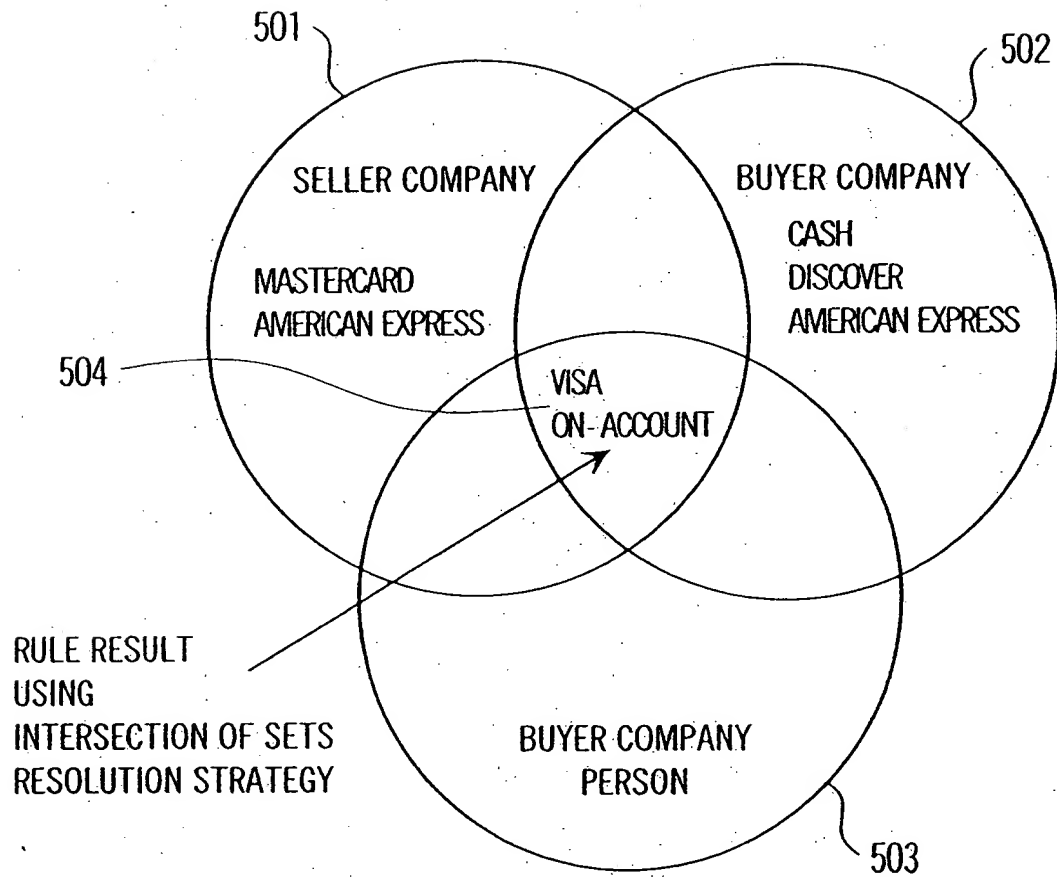 501
502
SELLER COMPANY
MASTERCARD
AMERICAN EXPRESS
BUYER COMPANY
CASH
DISCOVER
AMERICAN EXPRESS
504
VISA
ON-ACCOUNT
RULE RESULT
USING
INTERSECTION OF SETS
RESOLUTION STRATEGY
BUYER COMPANY
PERSON
503